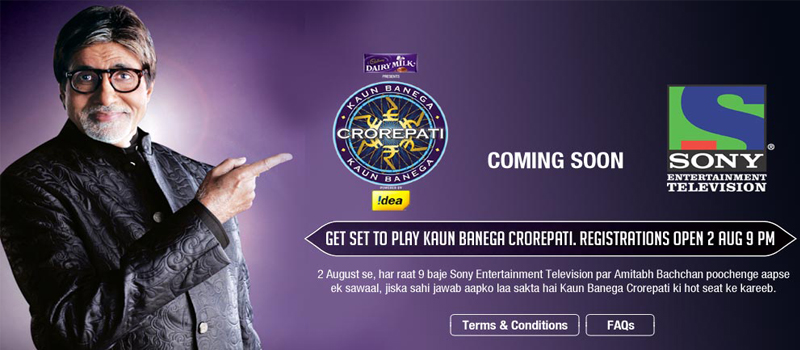 Cadbury
DAIRY MILK
PRESENTS
KAUN BANEGA
CROREPATI
KAUN BANEGA
POWERED BY
!dea
COMING SOON
S
SONY
ENTERTAINMENT
TELEVISION
®
GET SET TO PLAY KAUN BANEGA CROREPATI. REGISTRATIONS OPEN 2 AUG 9 PM
2 August se, har raat 9 baje Sony Entertainment Television par Amitabh Bachchan poochenge aapse
ek sawaal, jiska sahi jawab aapko laa sakta hai Kaun Banega Crorepati ki hot seat ke kareeb.
Terms & Conditions
FAQs